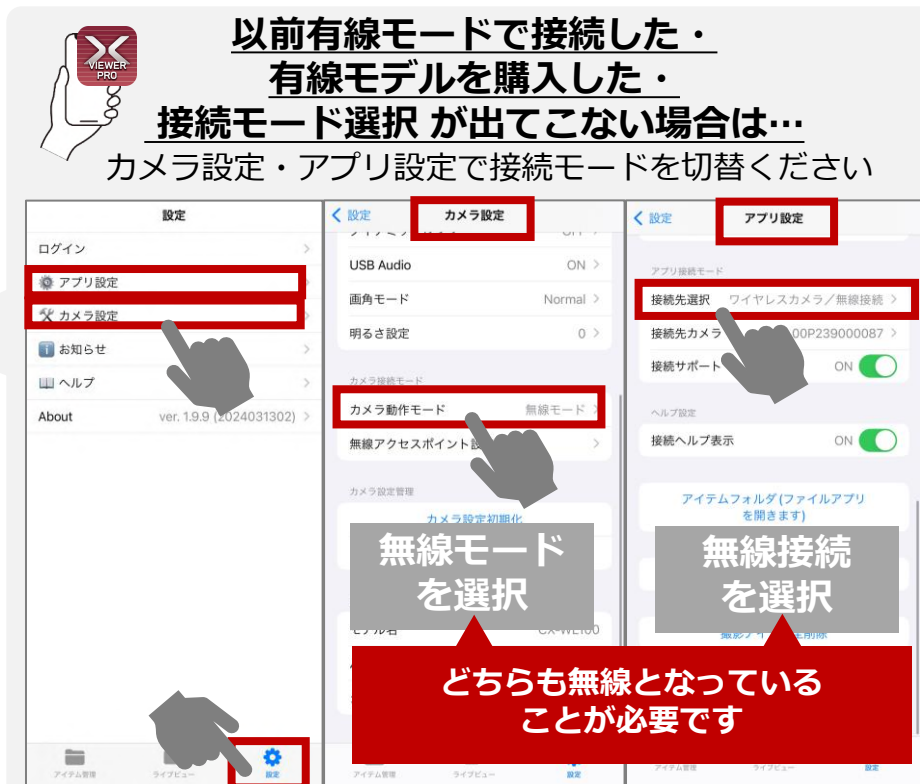 VIEWER
PRO
以前有線モードで接続した・
有線モデルを購入した・
接続モード選択 が出てこない場合は…
カメラ設定・アプリ設定で接続モードを切替ください
設定
ログイン
アプリ設定
カメラ設定
お知らせ
ヘルプ
About ver. 1.9.9 (2024031302)
アイテム管理 ライブビュー 設定
設定 カメラ設定
USB Audio ON
画角モード Normal
明るさ設定 0
カメラ接続モード
カメラ動作モード 無線モード
無線アクセスポイント
カメラ設定管理
カメラ設定初期化
無線モード
を選択
モデル名 CX-WL100
アイテム管理 ライブビュー 設定
設定 アプリ設定
アプリ接続モード
接続先選択 ワイヤレスカメラ/無線接続
接続先カメラ 00P239000087
接続サポート ON
ヘルプ設定
接続ヘルプ表示 ON
アイテムフォルダ(ファイルアプリ
を開きます)
無線接続
を選択
どちらも無線となっている
ことが必要です
アイテム管理 ライブビュー 設定